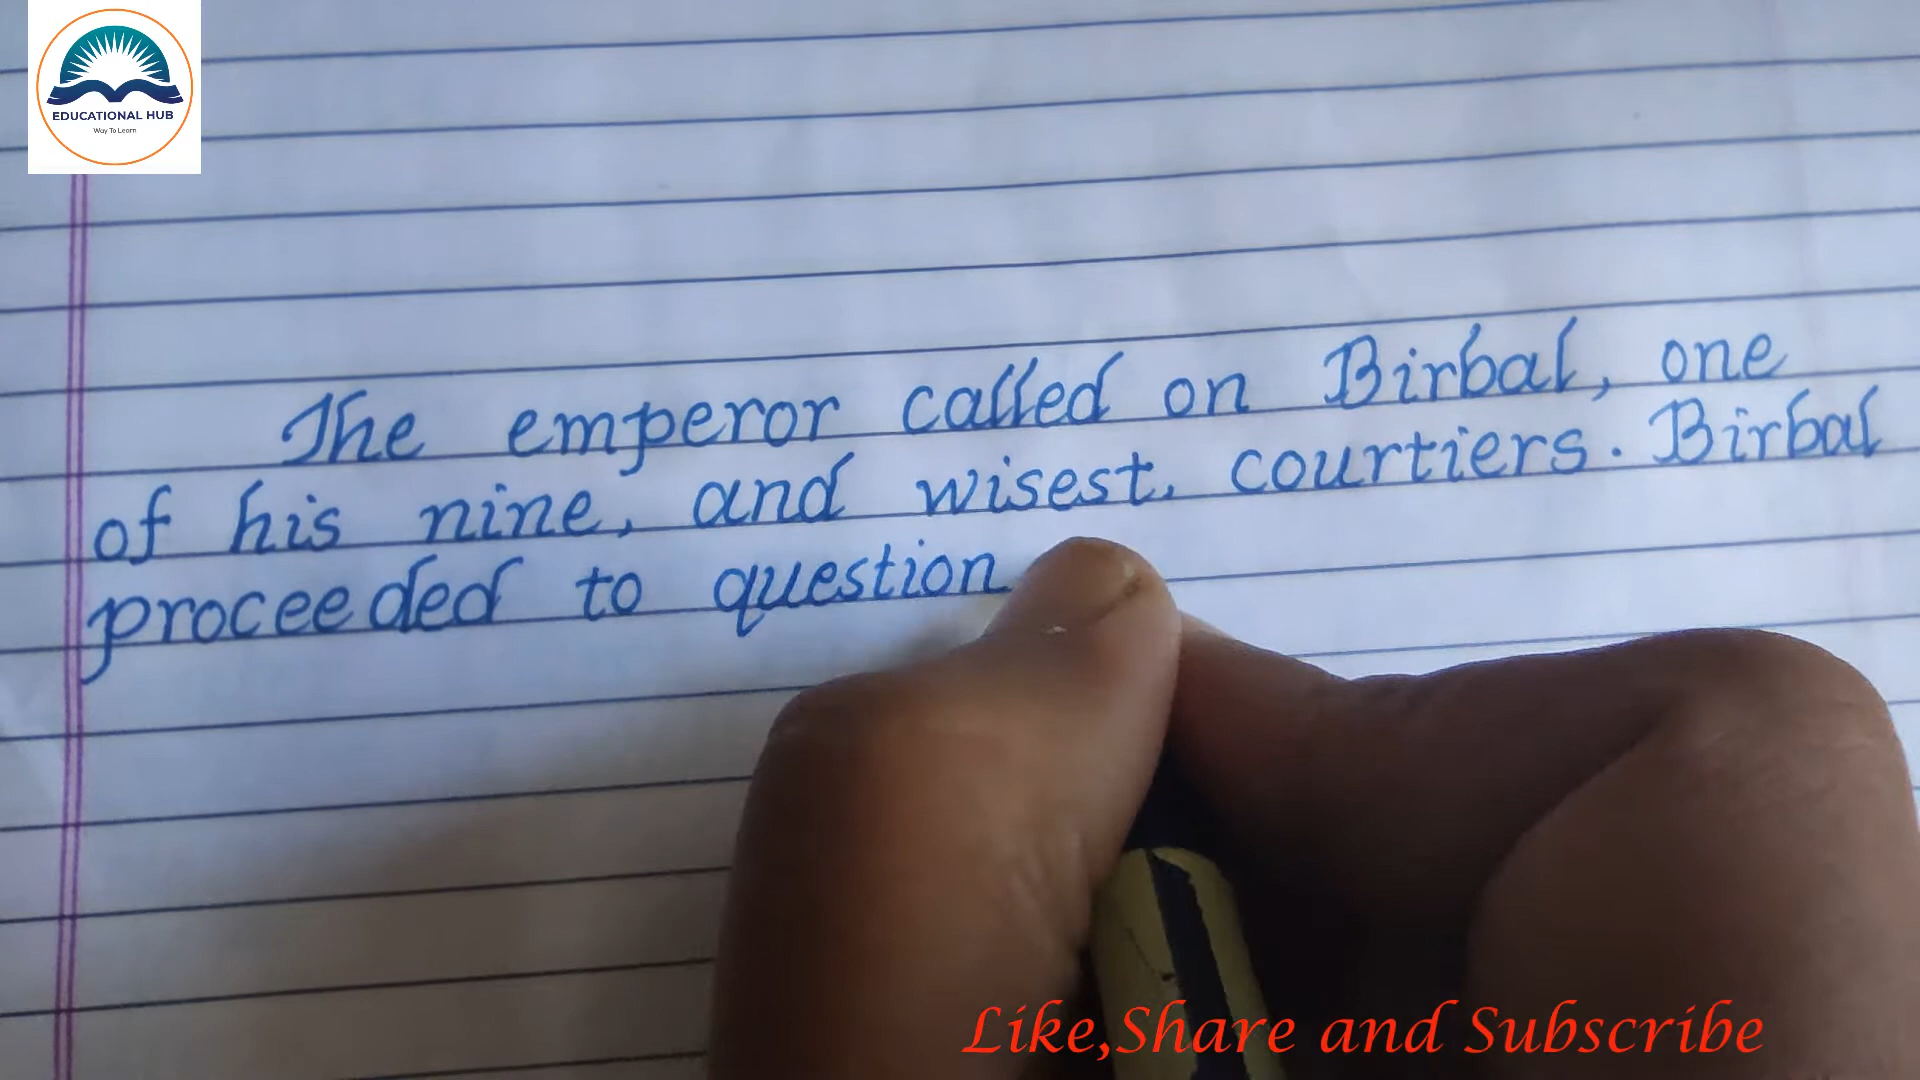 EDUCATIONAL HUB
Way To Learn
The emperor called on Birbal, one
of his nine, and wisest, courtiers. Birbal
proceeded to question
Like,Share and Subscribe